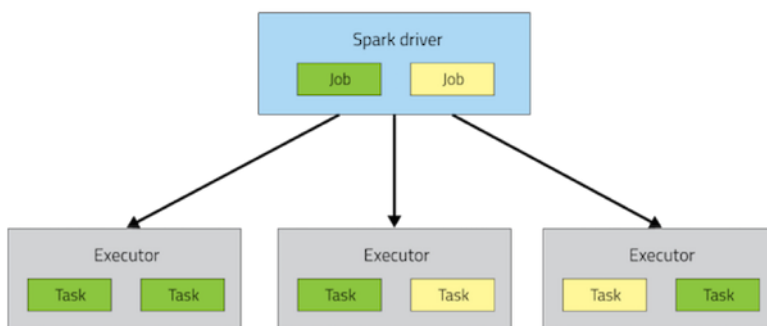 Spark driver
Job Job
Executor Executor Executor
Task Task Task Task Task Task